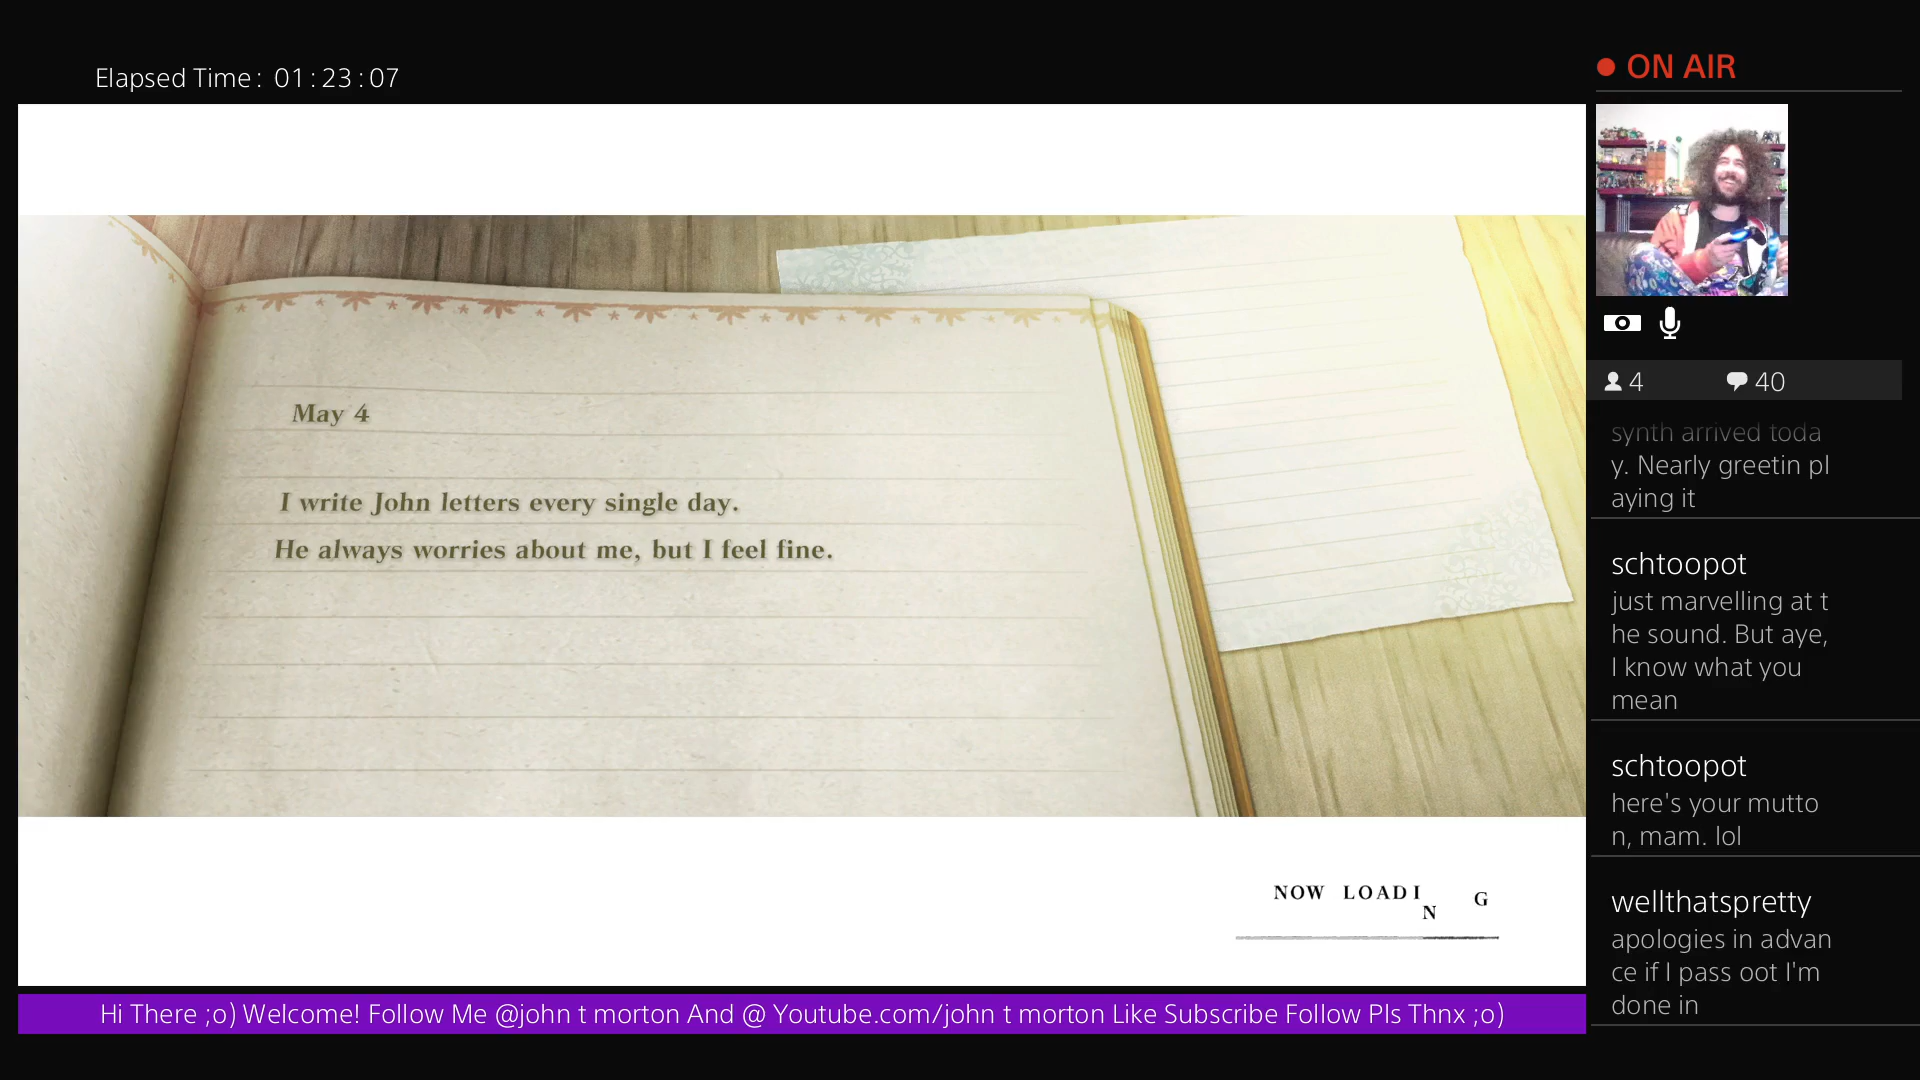 Elapsed Time: 01:23:07
ON AIR
May 4
I write John letters every single day.
He always worries about me, but I feel fine.
NOW LOADING
Hi There ;o) Welcome! Follow Me @john t morton And @ Youtube.com/john t morton Like Subscribe Follow Pls Thnx ;o)
4
40
synth arrived toda
y. Nearly greetin pl
aying it
schtoopot
just marvelling at t
he sound. But aye,
I know what you
mean
schtoopot
here's your mutto
n, mam. lol
wellthatspretty
apologies in advan
ce if I pass oot I'm
done in